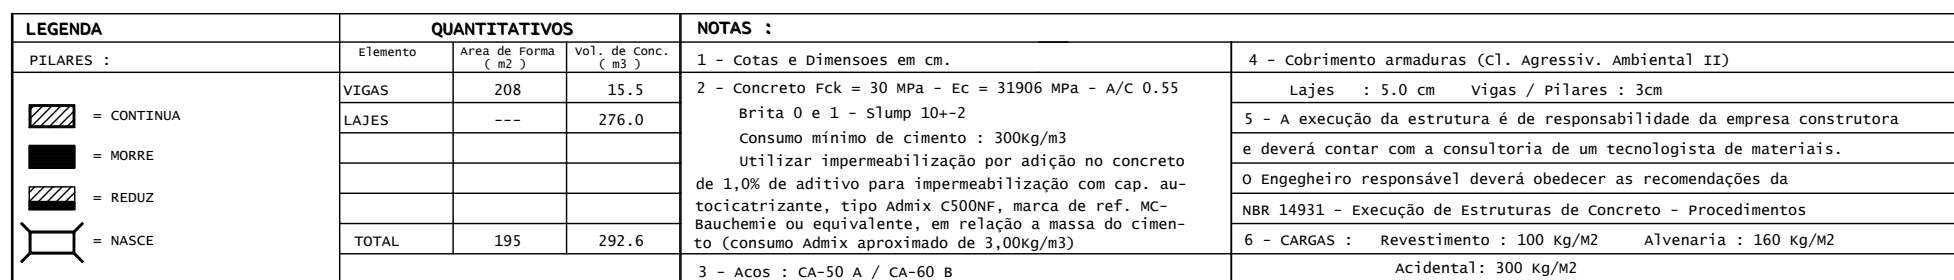 LEGENDA
PILARES :
= CONTINUA
= MORRE
= REDUZ
= NASCE
QUANTITATIVOS
Elemento Area de Forma ( m2 ) Vol. de Conc. ( m3 )
VIGAS 208 15.5
LAJES --- 276.0
TOTAL 195 292.6
NOTAS :
1 - Cotas e Dimensoes em cm.
2 - Concreto Fck = 30 MPa - Ec = 31906 MPa - A/C 0.55
Brita 0 e 1 - Slump 10+-2
Consumo mínimo de cimento : 300Kg/m3
Utilizar impermeabilização por adição no concreto
de 1,0% de aditivo para impermeabilização com cap. au-
tocicatrizante, tipo Admix C500NF, marca de ref. MC-
Bauchemie ou equivalente, em relação a massa do cimen-
to (consumo Admix aproximado de 3,00Kg/m3)
3 - Acos : CA-50 A / CA-60 B
4 - Cobrimento armaduras (Cl. Agressiv. Ambiental II)
Lajes : 5.0 cm Vigas / Pilares : 3cm
5 - A execução da estrutura é de responsabilidade da empresa construtora
e deverá contar com a consultoria de um tecnologista de materiais.
O Engegheiro responsável deverá obedecer as recomendações da
NBR 14931 - Execução de Estruturas de Concreto - Procedimentos
6 - CARGAS : Revestimento : 100 Kg/M2 Alvenaria : 160 Kg/M2
Acidental: 300 Kg/M2